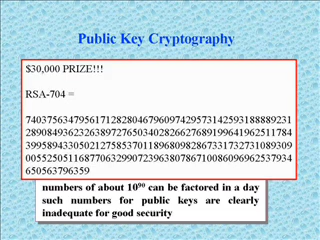 Public Key Cryptography
$30,000 PRIZE!!!
RSA-704 =
74037563479561712828046796097429573142593188889231
28908493623263897276503402826627689199641962511784
39958943305021275853701189680982867331732731089309
00552505116877063299072396380786710086096962537934
650563796359
numbers of about 10⁹⁰ can be factored in a day
such numbers for public keys are clearly
inadequate for good security